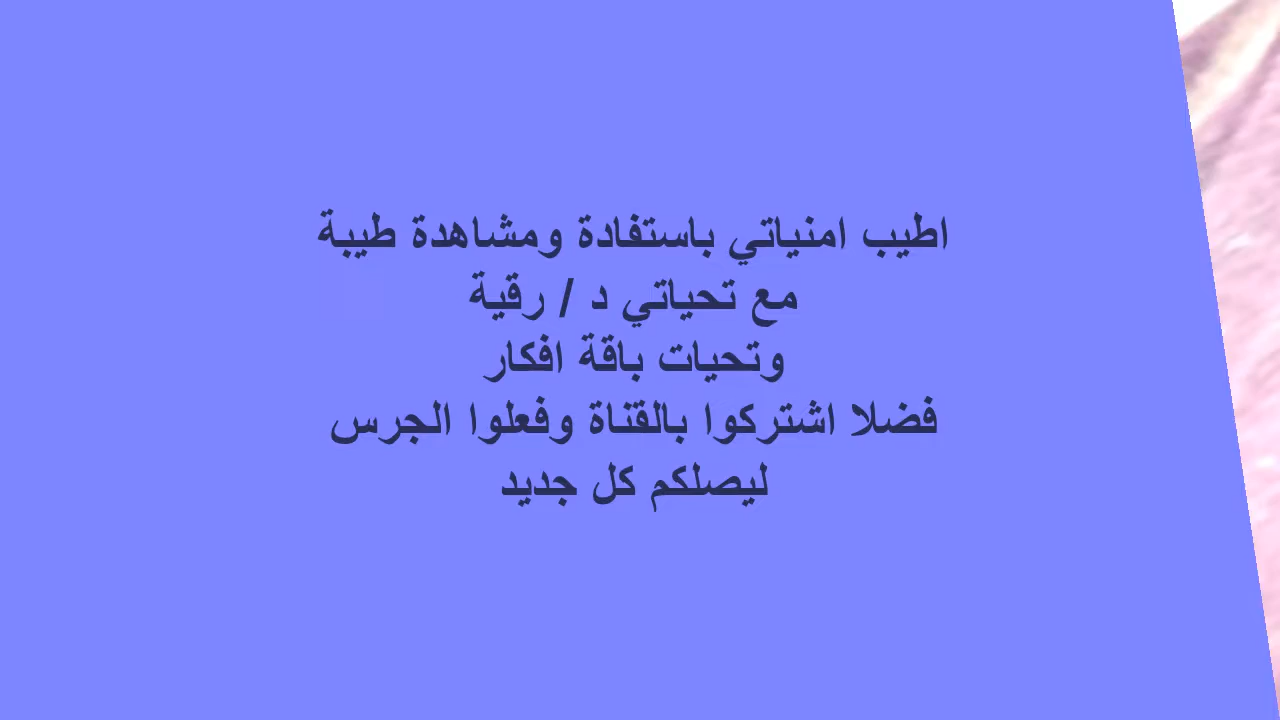 اطيب امنياتي باستفادة ومشاهدة طيبة
مع تحياتي د / رقية
وتحيات باقة افكار
فضلا اشتركوا بالقناة وفعلوا الجرس
ليصلكم كل جديد